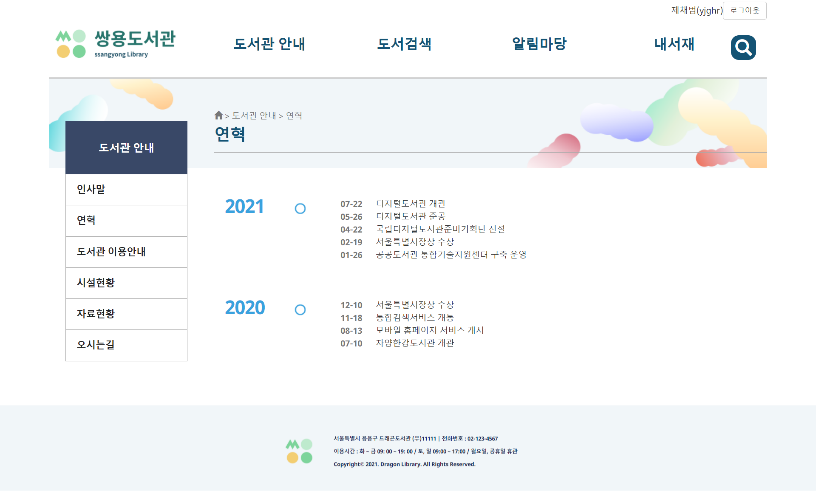 제재범(yjghr) 로그아웃
쌍용도서관
ssangyong Library
도서관 안내 도서검색 알림마당 내서재
> 도서관 안내 > 연혁
연혁
도서관 안내
인사말
연혁
도서관 이용안내
시설현황
자료현황
오시는길
2021
07-22 디지털도서관 개관
05-26 디지털도서관 준공
04-22 국립디지털도서관준비기획단 신설
02-19 서울특별시장상 수상
01-26 공공도서관 통합기술지원센터 구축 운영
2020
12-10 서울특별시장상 수상
11-18 통합검색서비스 개통
08-13 모바일 홈페이지 서비스 개시
07-10 자양한강도서관 개관
서울특별시 용용구 드래곤도서관 (우)11111 | 전화번호 : 02-123-4567
이용시간 : 화 ~ 금 09: 00 ~ 19: 00 / 토, 일 09:00 ~ 17:00 / 월요일, 공휴일 휴관
Copyright© 2021. Dragon Library. All Rights Reserved.